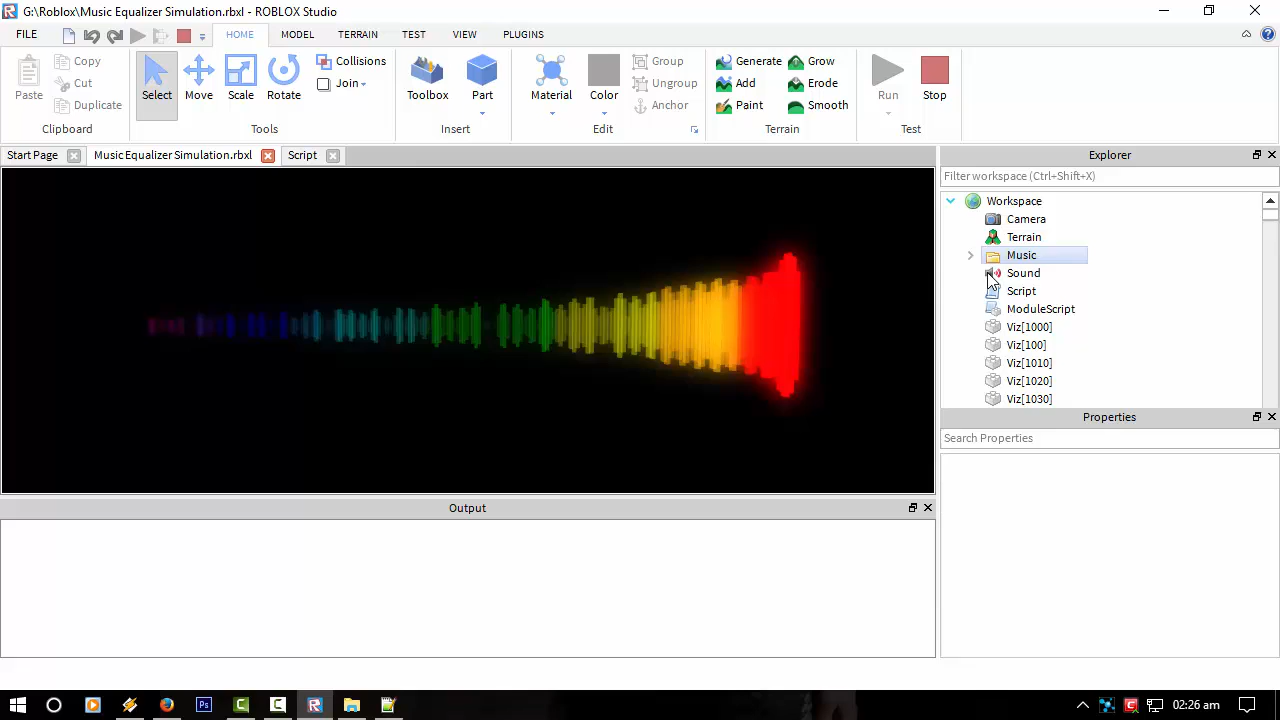 G:\Roblox\Music Equalizer Simulation.rbxl - ROBLOX Studio
FILE HOME MODEL TERRAIN TEST VIEW PLUGINS
Paste
Copy
Cut
Duplicate
Clipboard
Select Move Scale Rotate
Collisions
Join
Tools
Toolbox Part
Insert
Material Color
Group
Ungroup
Anchor
Edit
Generate Grow
Add Erode
Paint Smooth
Terrain
Run Stop
Test
Start Page Music Equalizer Simulation.rbxl Script
Explorer
Filter workspace (Ctrl+Shift+X)
Workspace
Camera
Terrain
Music
Sound
Script
ModuleScript
Viz[1000]
Viz[100]
Viz[1010]
Viz[1020]
Viz[1030]
Properties
Search Properties
Output
02:26 am